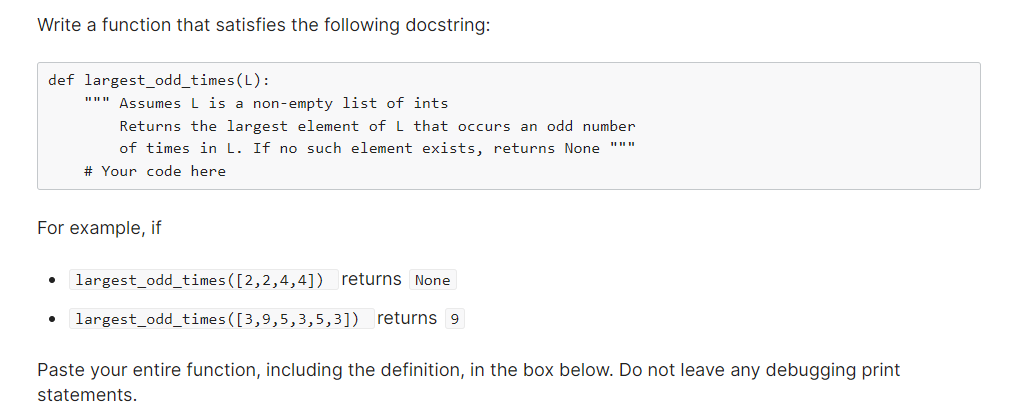 Write a function that satisfies the following docstring:
def largest_odd_times(L):
    """ Assumes L is a non-empty list of ints
        Returns the largest element of L that occurs an odd number
        of times in L. If no such element exists, returns None """
    # Your code here
For example, if
• largest_odd_times([2,2,4,4]) returns None
• largest_odd_times([3,9,5,3,5,3]) returns 9
Paste your entire function, including the definition, in the box below. Do not leave any debugging print
statements.